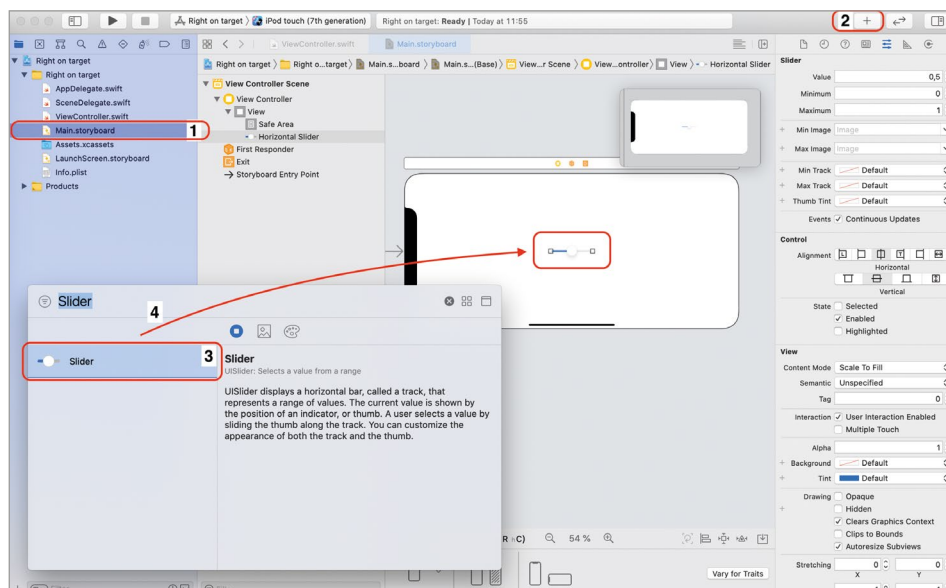 Right on target
iPod touch (7th generation)
Right on target: Ready | Today at 11:55
2
ViewController.swift
Main.storyboard
Right on target
Right o...target
Main.s...board
Main.s...(Base)
View...r Scene
View...ontroller
View
Horizontal Slider
Right on target
Right on target
AppDelegate.swift
SceneDelegate.swift
ViewController.swift
Main.storyboard
1
Assets.xcassets
LaunchScreen.storyboard
Info.plist
Products
View Controller Scene
View Controller
View
Safe Area
Horizontal Slider
First Responder
Exit
Storyboard Entry Point
Slider
4
Slider
3
Slider
UISlider: Selects a value from a range
UISlider displays a horizontal bar, called a track, that
represents a range of values. The current value is shown by
the position of an indicator, or thumb. A user selects a value by
sliding the thumb along the track. You can customize the
appearance of both the track and the thumb.
54 %
Vary for Traits
Slider
Value 0,5
Minimum 0
Maximum 1
Min Image Image
Max Image Image
Min Track Default
Max Track Default
Thumb Tint Default
Events Continuous Updates
Control
Alignment
Horizontal
Vertical
State Selected
Enabled
Highlighted
View
Content Mode Scale To Fill
Semantic Unspecified
Tag 0
Interaction User Interaction Enabled
Multiple Touch
Alpha 1
Background Default
Tint Default
Drawing Opaque
Hidden
Clears Graphics Context
Clips to Bounds
Autoresize Subviews
Stretching 0 0
X Y